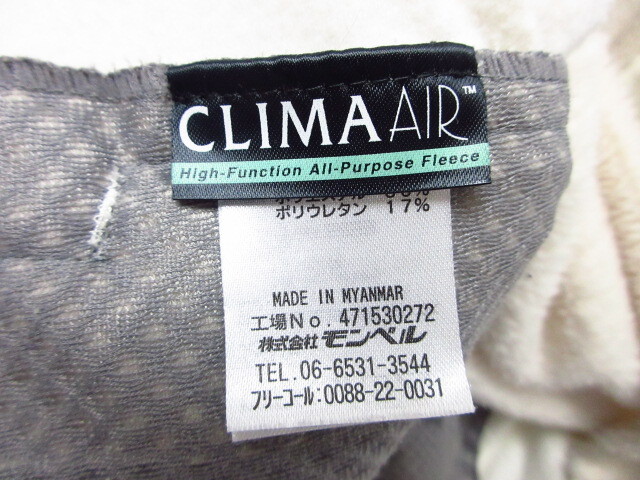 CLIMA AIR™
High-Function All-Purpose Fleece
ポリウレタン 17%
MADE IN MYANMAR
工場No. 471530272
株式会社 モンベル
TEL. 06-6531-3544
フリーコール: 0088-22-0031